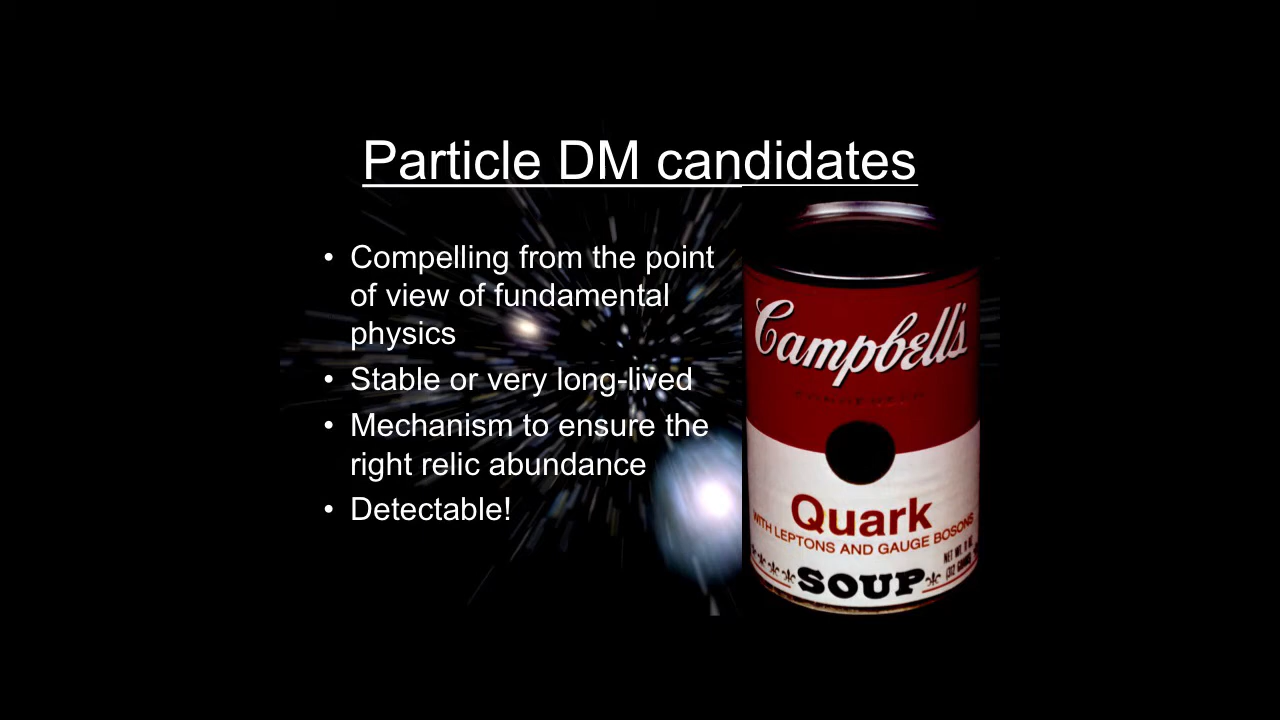 Particle DM candidates
• Compelling from the point
of view of fundamental
physics
• Stable or very long-lived
• Mechanism to ensure the
right relic abundance
• Detectable!
Campbell's
Quark
WITH LEPTONS AND GAUGE BOSONS
SOUP